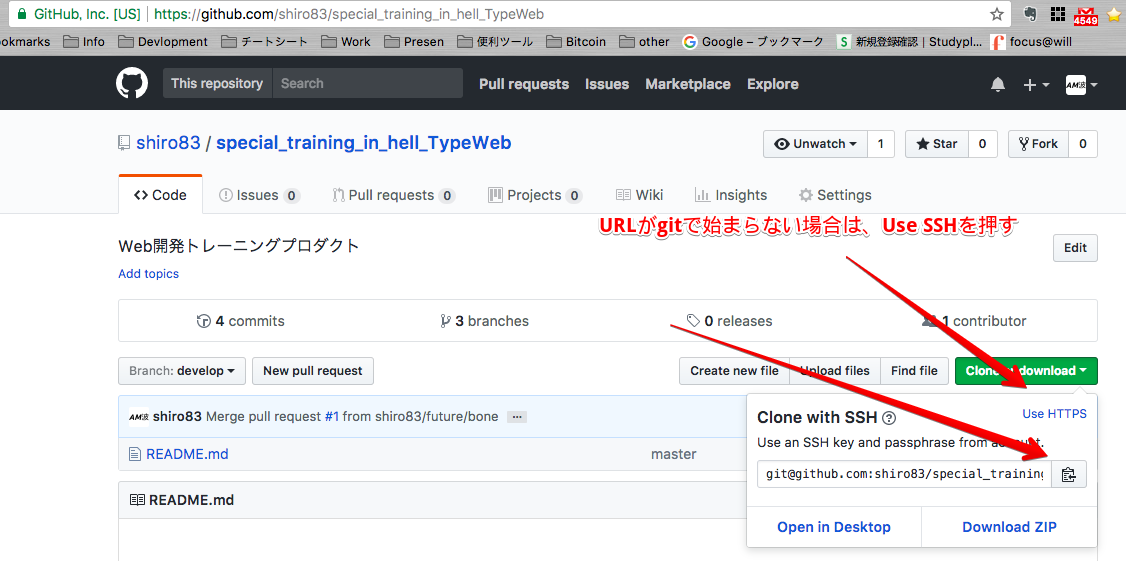 GitHub, Inc. [US] https://github.com/shiro83/special_training_in_hell_TypeWeb
4549
okmarks Info Devlopment チートシート Work Presen 便利ツール Bitcoin other Google – ブックマーク S 新規登録確認 | Studypl... f focus@will
This repository Search Pull requests Issues Marketplace Explore
AM波
shiro83 / special_training_in_hell_TypeWeb
Unwatch 1 Star 0 Fork 0
Code Issues 0 Pull requests 0 Projects 0 Wiki Insights Settings
URLがgitで始まらない場合は、Use SSHを押す
Web開発トレーニングプロダクト
Edit
Add topics
4 commits 3 branches 0 releases 1 contributor
Branch: develop New pull request Create new file Upload files Find file Clone download
AM波 shiro83 Merge pull request #1 from shiro83/future/bone ...
Clone with SSH Use HTTPS
Use an SSH key and passphrase from account.
README.md master
git@github.com:shiro83/special_training
README.md
Open in Desktop Download ZIP